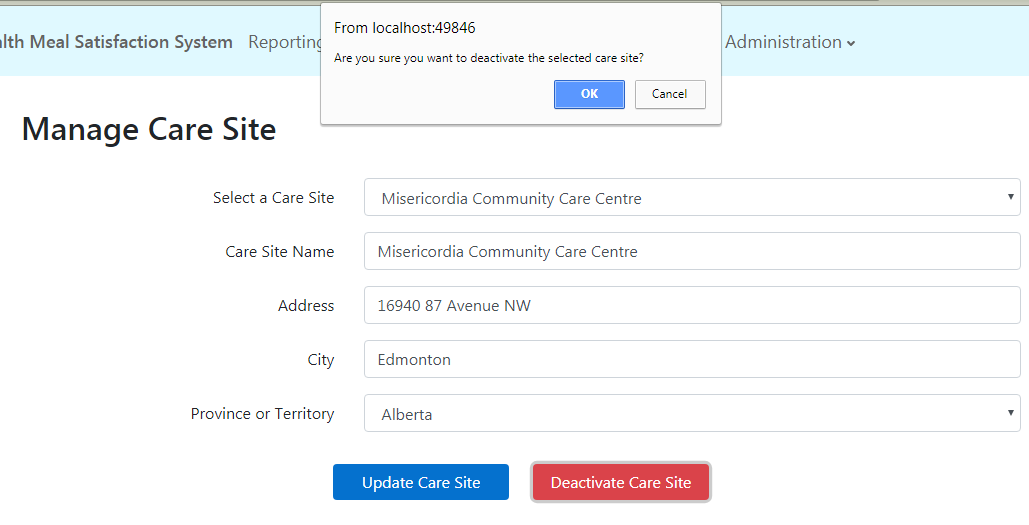 From localhost:49846
Are you sure you want to deactivate the selected care site?
OK Cancel
Meal Satisfaction System Administration
Manage Care Site
Select a Care Site Misericordia Community Care Centre
Care Site Name Misericordia Community Care Centre
Address 16940 87 Avenue NW
City Edmonton
Province or Territory Alberta
Update Care Site Deactivate Care Site